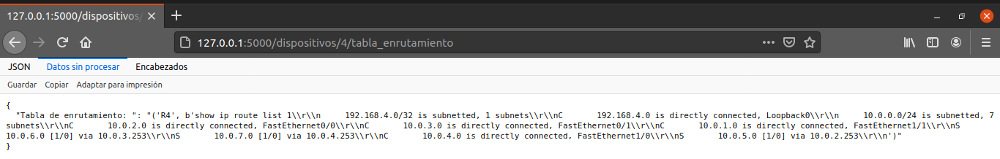 127.0.0.1:5000/dispositivos/
127.0.0.1:5000/dispositivos/4/tabla_enrutamiento
JSON Datos sin procesar Encabezados
Guardar Copiar Adaptar para impresión
{
"Tabla de enrutamiento: ": "('R4', b'show ip route list 1\\r\\n     192.168.4.0/32 is subnetted, 1 subnets\\r\\nC       192.168.4.0 is directly connected, Loopback0\\r\\n     10.0.0.0/24 is subnetted, 7
subnets\\r\\nC       10.0.2.0 is directly connected, FastEthernet0/0\\r\\nC       10.0.3.0 is directly connected, FastEthernet0/1\\r\\nC       10.0.1.0 is directly connected, FastEthernet1/1\\r\\nS
10.0.6.0 [1/0] via 10.0.3.253\\r\\nS       10.0.7.0 [1/0] via 10.0.4.253\\r\\nC       10.0.4.0 is directly connected, FastEthernet1/0\\r\\nS       10.0.5.0 [1/0] via 10.0.2.253\\r\\n')"
}